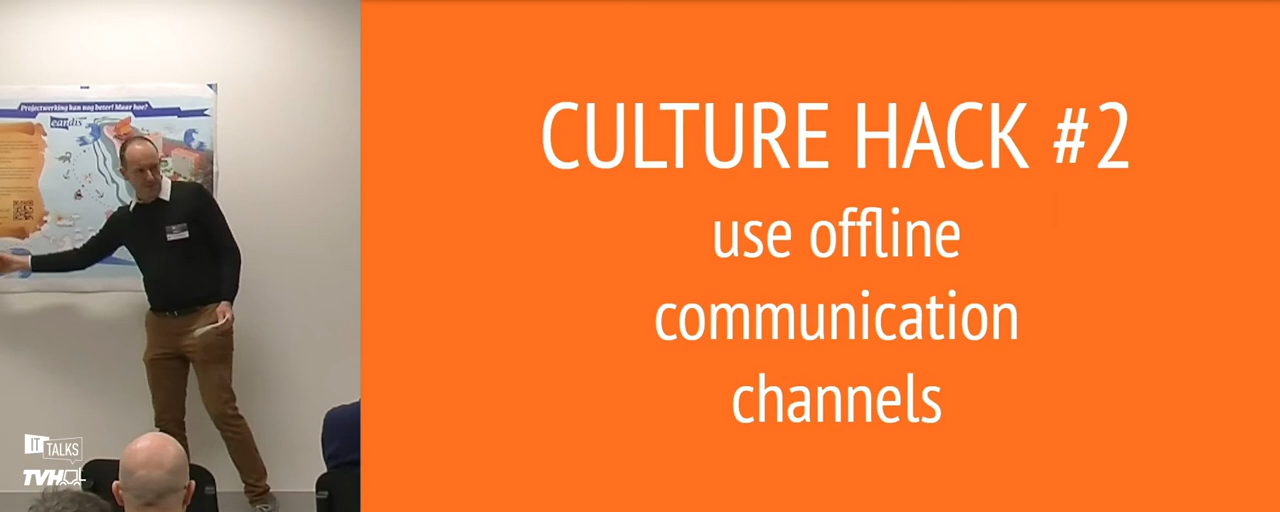 Projectwerking kan nog beter! Maar hoe?
eandis
IT TALKS
TVH
CULTURE HACK #2
use offline
communication
channels